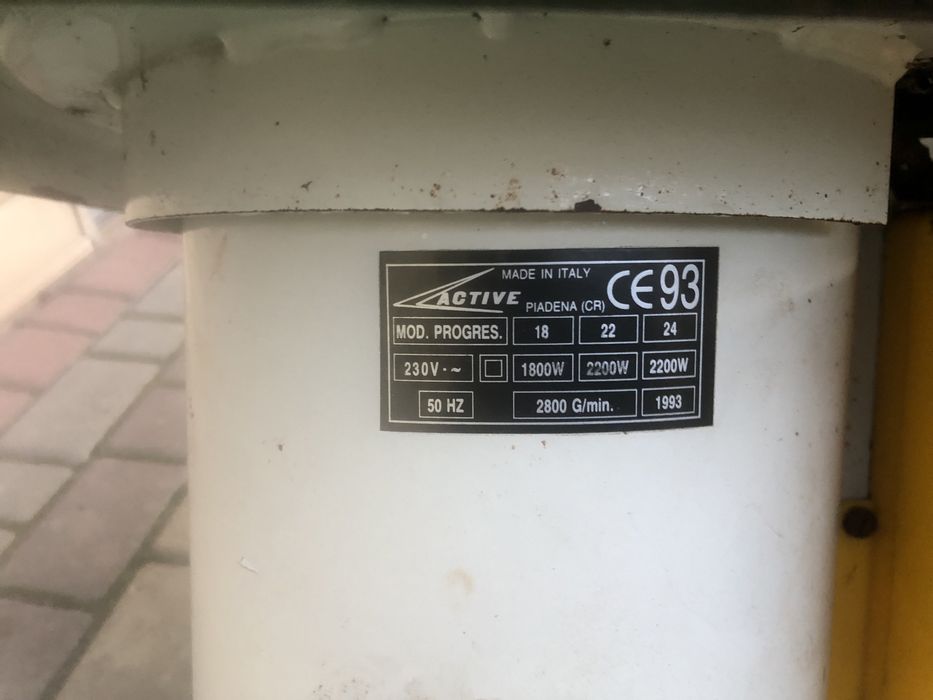 MADE IN ITALY
ACTIVE PIADENA (CR) CE 93
MOD. PROGRES. 18 22 24
230V · ~ 1800W 2200W 2200W
50 HZ 2800 G/min. 1993